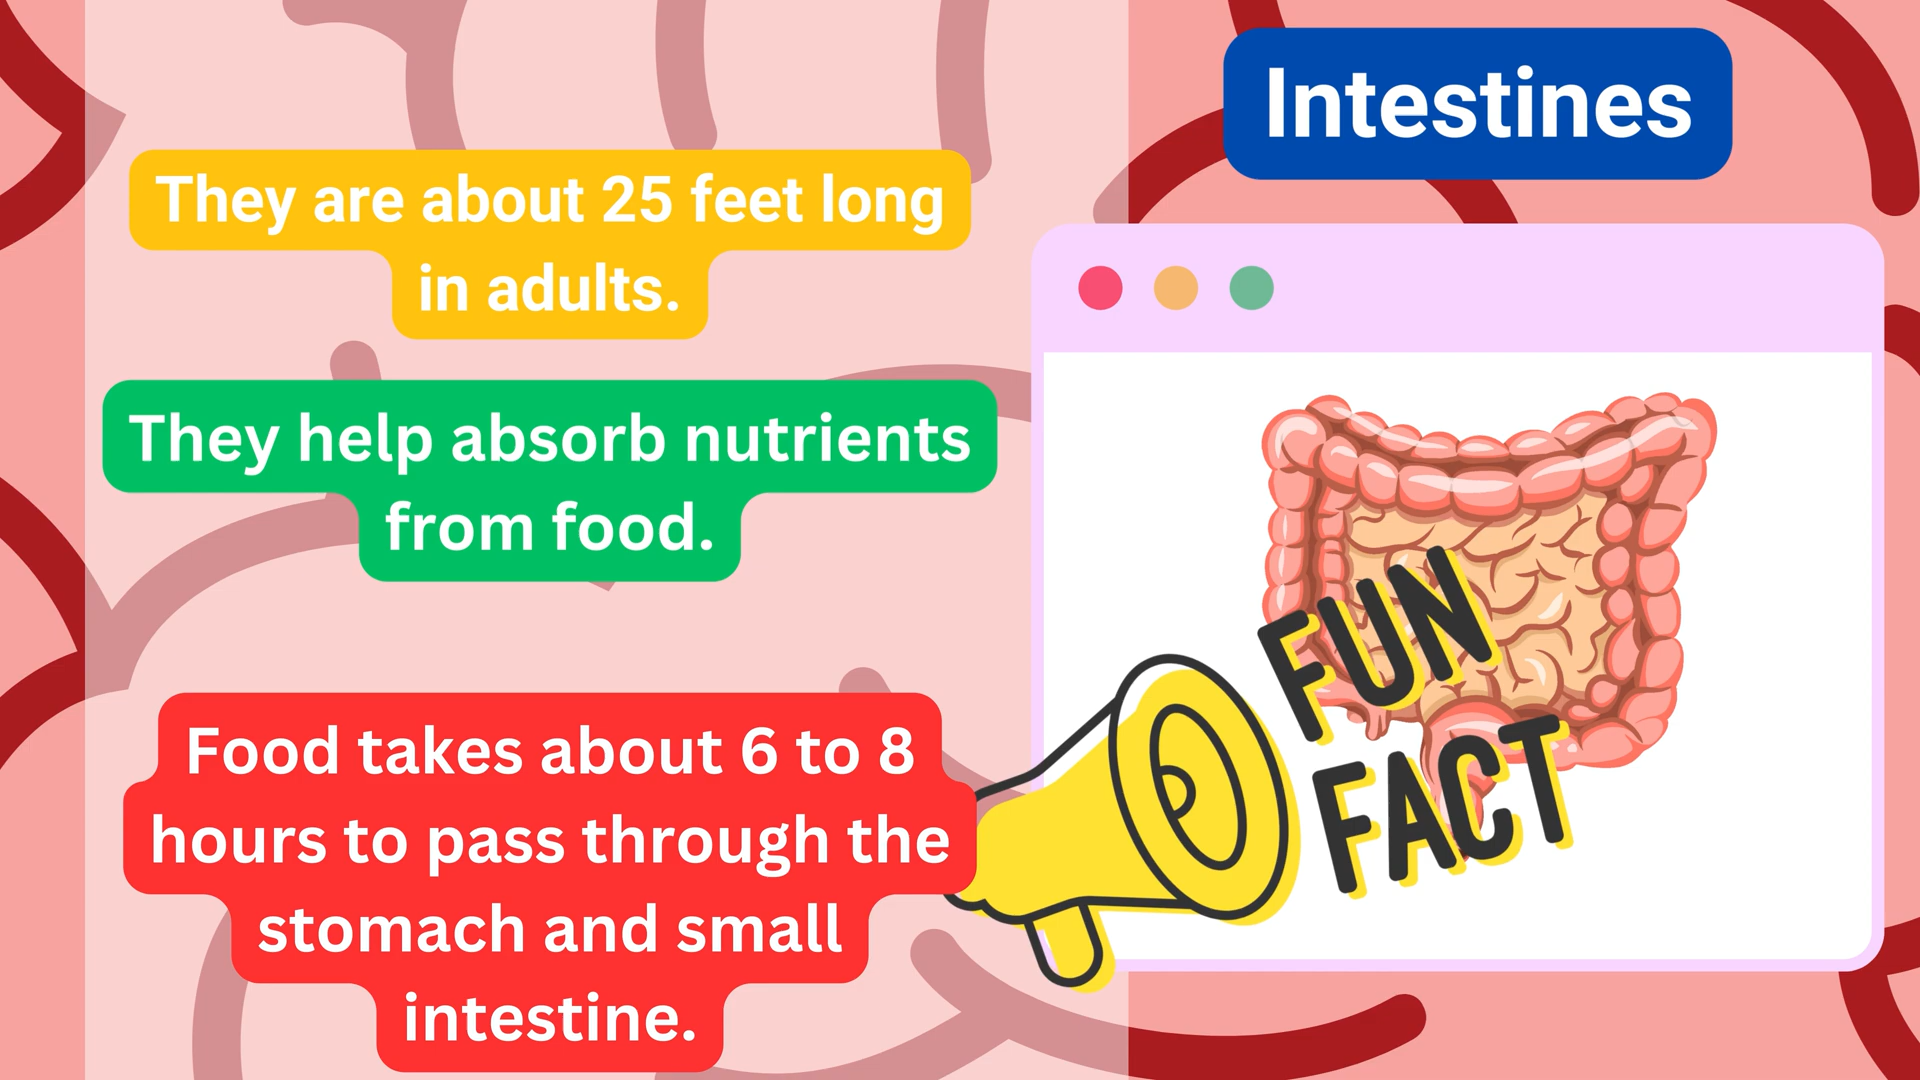 Intestines
They are about 25 feet long
in adults.
They help absorb nutrients
from food.
Food takes about 6 to 8
hours to pass through the
stomach and small
intestine.
FUN
FACT